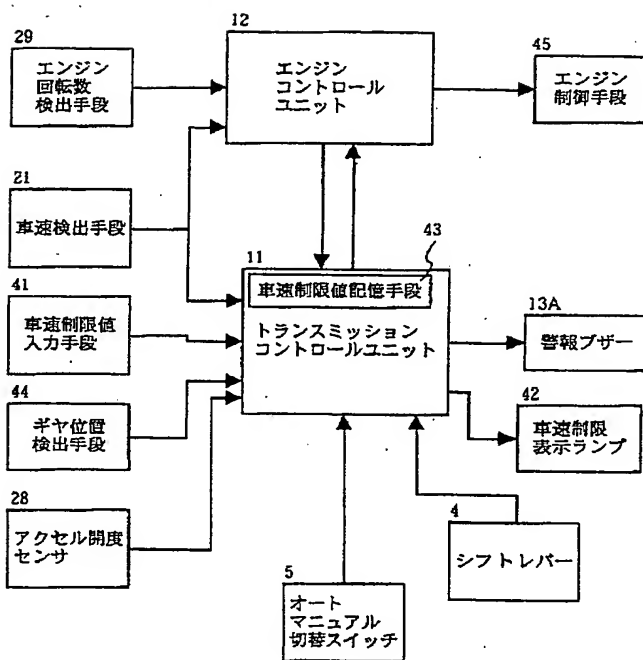 29
エンジン
回転数
検出手段
12
エンジン
コントロール
ユニット
45
エンジン
制御手段
21
車速検出手段
41
車速制限値
入力手段
44
ギヤ位置
検出手段
28
アクセル開度
センサ
11
43
車速制限値記憶手段
トランスミッション
コントロールユニット
13A
警報ブザー
42
車速制限
表示ランプ
5
オート
マニュアル
切替スイッチ
4
シフトレバー